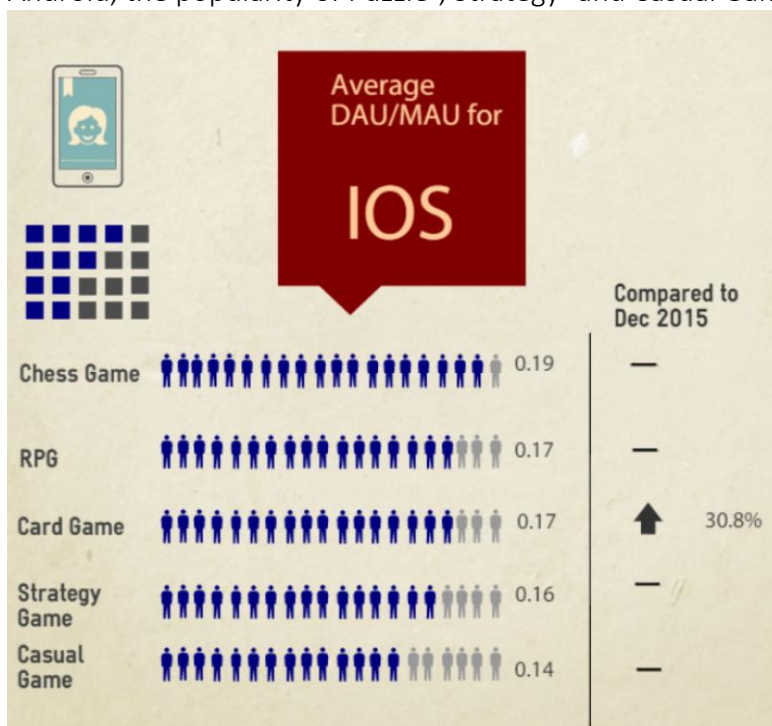 Average
DAU/MAU for
IOS
Compared to
Dec 2015
Chess Game 0.19 —
RPG 0.17 —
Card Game 0.17 30.8%
Strategy
Game 0.16 —
Casual
Game 0.14 —